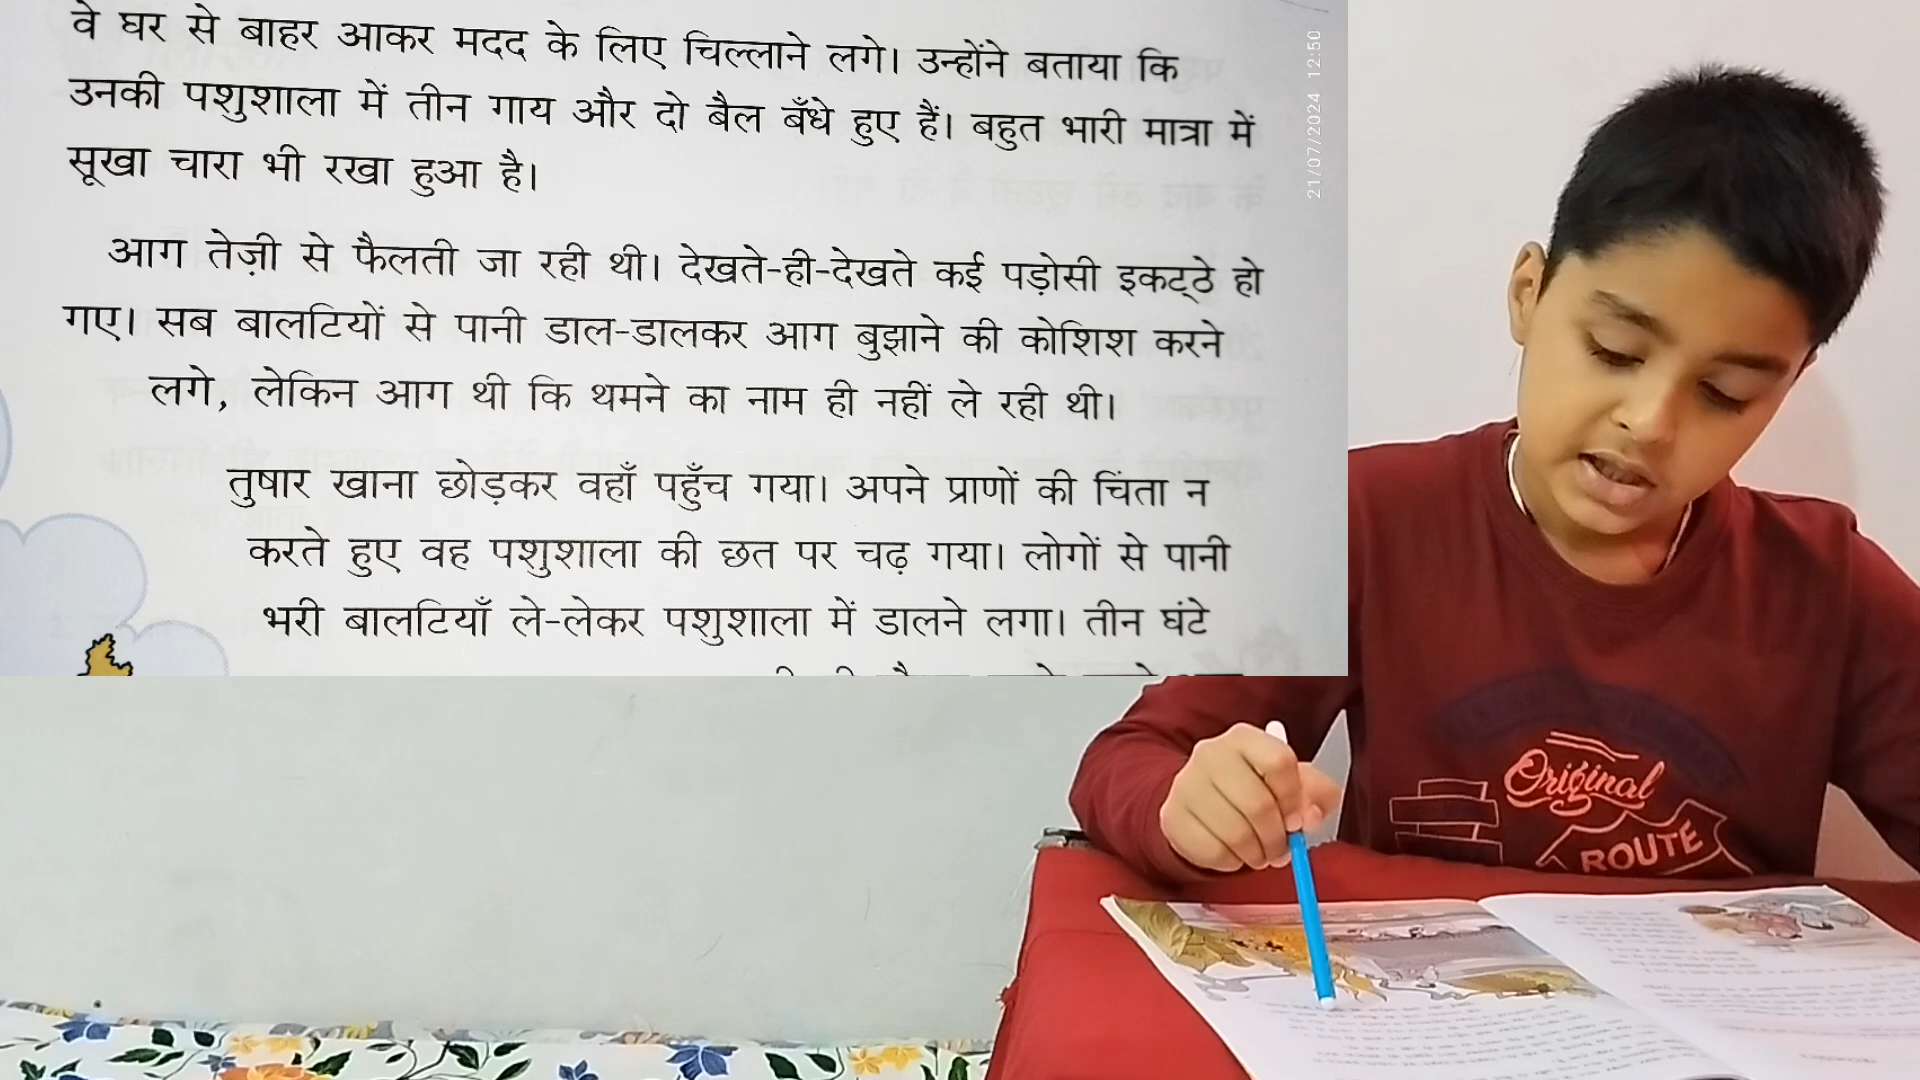 वे घर से बाहर आकर मदद के लिए चिल्लाने लगे। उन्होंने बताया कि
उनकी पशुशाला में तीन गाय और दो बैल बँधे हुए हैं। बहुत भारी मात्रा में
सूखा चारा भी रखा हुआ है।
आग तेज़ी से फैलती जा रही थी। देखते-ही-देखते कई पड़ोसी इकट्ठे हो
गए। सब बालटियों से पानी डाल-डालकर आग बुझाने की कोशिश करने
लगे, लेकिन आग थी कि थमने का नाम ही नहीं ले रही थी।
तुषार खाना छोड़कर वहाँ पहुँच गया। अपने प्राणों की चिंता न
करते हुए वह पशुशाला की छत पर चढ़ गया। लोगों से पानी
भरी बालटियाँ ले-लेकर पशुशाला में डालने लगा। तीन घंटे
21/07/2024 12:50
Original
ROUTE